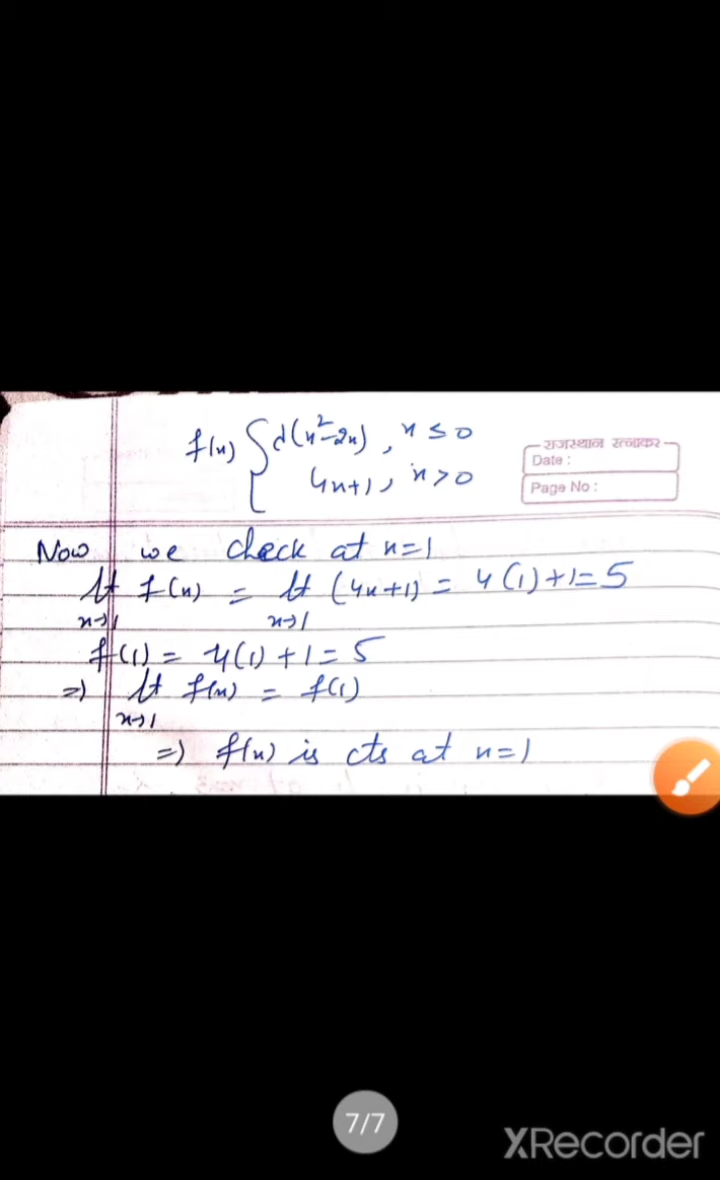 f(x) { d(x²-2x), x ≤ 0
4x+1, x > 0
राजस्थान रत्नाकर
Date :
Page No :
Now we check at x=1
lt f(x) = lt (4x+1) = 4(1)+1=5
x→1 x→1
f(1) = 4(1)+1=5
=) lt f(x) = f(1)
x→1
=) f(x) is cts at x=1
7/7
XRecorder